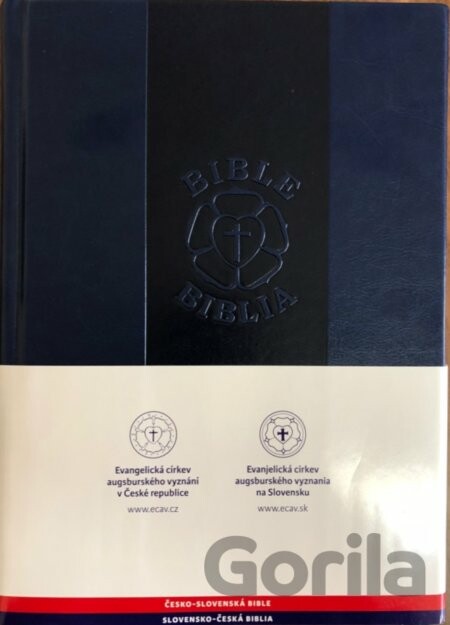 BIBLE
BIBLIA
Evangelická církev
augsburského vyznání
v České republice
www.ecav.cz
Evanjelická cirkev
augsburského vyznania
na Slovensku
www.ecav.sk
Gorila
ČESKO-SLOVENSKÁ BIBLE
SLOVENSKO-ČESKÁ BIBLIA